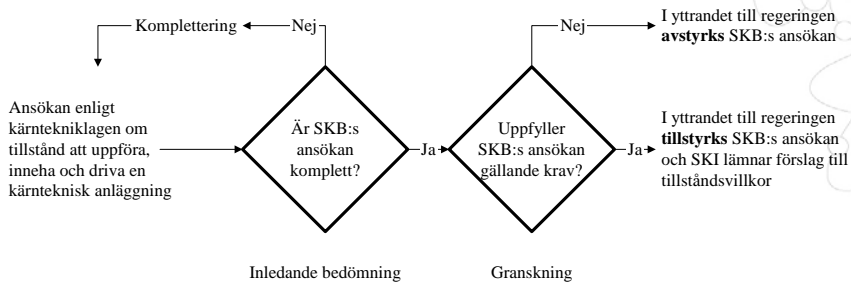 Komplettering
Nej
Ansökan enligt
kärntekniklagen om
tillstånd att uppföra,
inneha och driva en
kärnteknisk anläggning
Är SKB:s
ansökan
komplett?
Ja
Inledande bedömning
Uppfyller
SKB:s ansökan
gällande krav?
Nej
Ja
Granskning
I yttrandet till regeringen
avstyrks SKB:s ansökan
I yttrandet till regeringen
tillstyrks SKB:s ansökan
och SKI lämnar förslag till
tillståndsvillkor